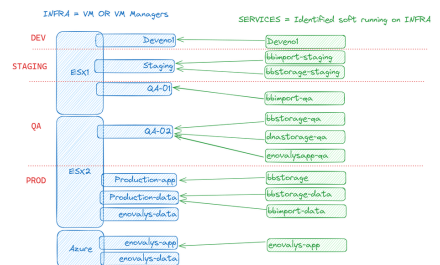 INFRA = VM OR VM Managers
SERVICES = Identified soft running on INFRA
DEV
Deveno1
Deveno1
STAGING
ESX1
Staging
bbimport-staging
bbstorage-staging
QA-01
bbimport-qa
QA
QA-02
bbstorage-qa
dnastorage-qa
enovalysapp-qa
ESX2
PROD
Production-app
bbstorage
Production-data
bbstorage-data
enovalys-data
bbimport-data
Azure
enovalys-app
enovalys-app
enovalys-data